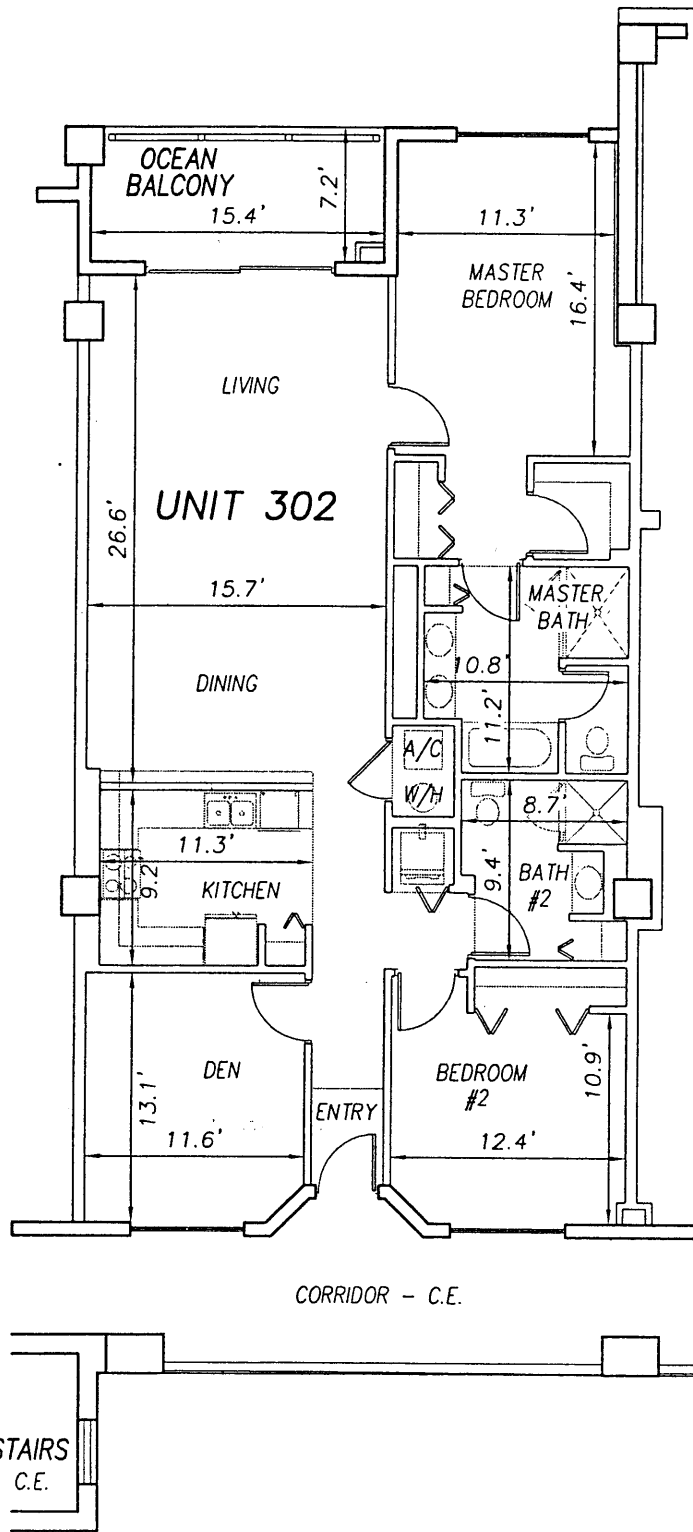 OCEAN
BALCONY
7.2'
15.4'
11.3'
MASTER
BEDROOM
16.4'
LIVING
UNIT 302
26.6'
15.7'
MASTER
BATH
10.8'
11.2'
DINING
A/C
W/H
8.7'
11.3'
9.2'
KITCHEN
9.4'
BATH
#2
DEN
13.1'
11.6'
ENTRY
BEDROOM
#2
10.9'
12.4'
CORRIDOR - C.E.
STAIRS
C.E.